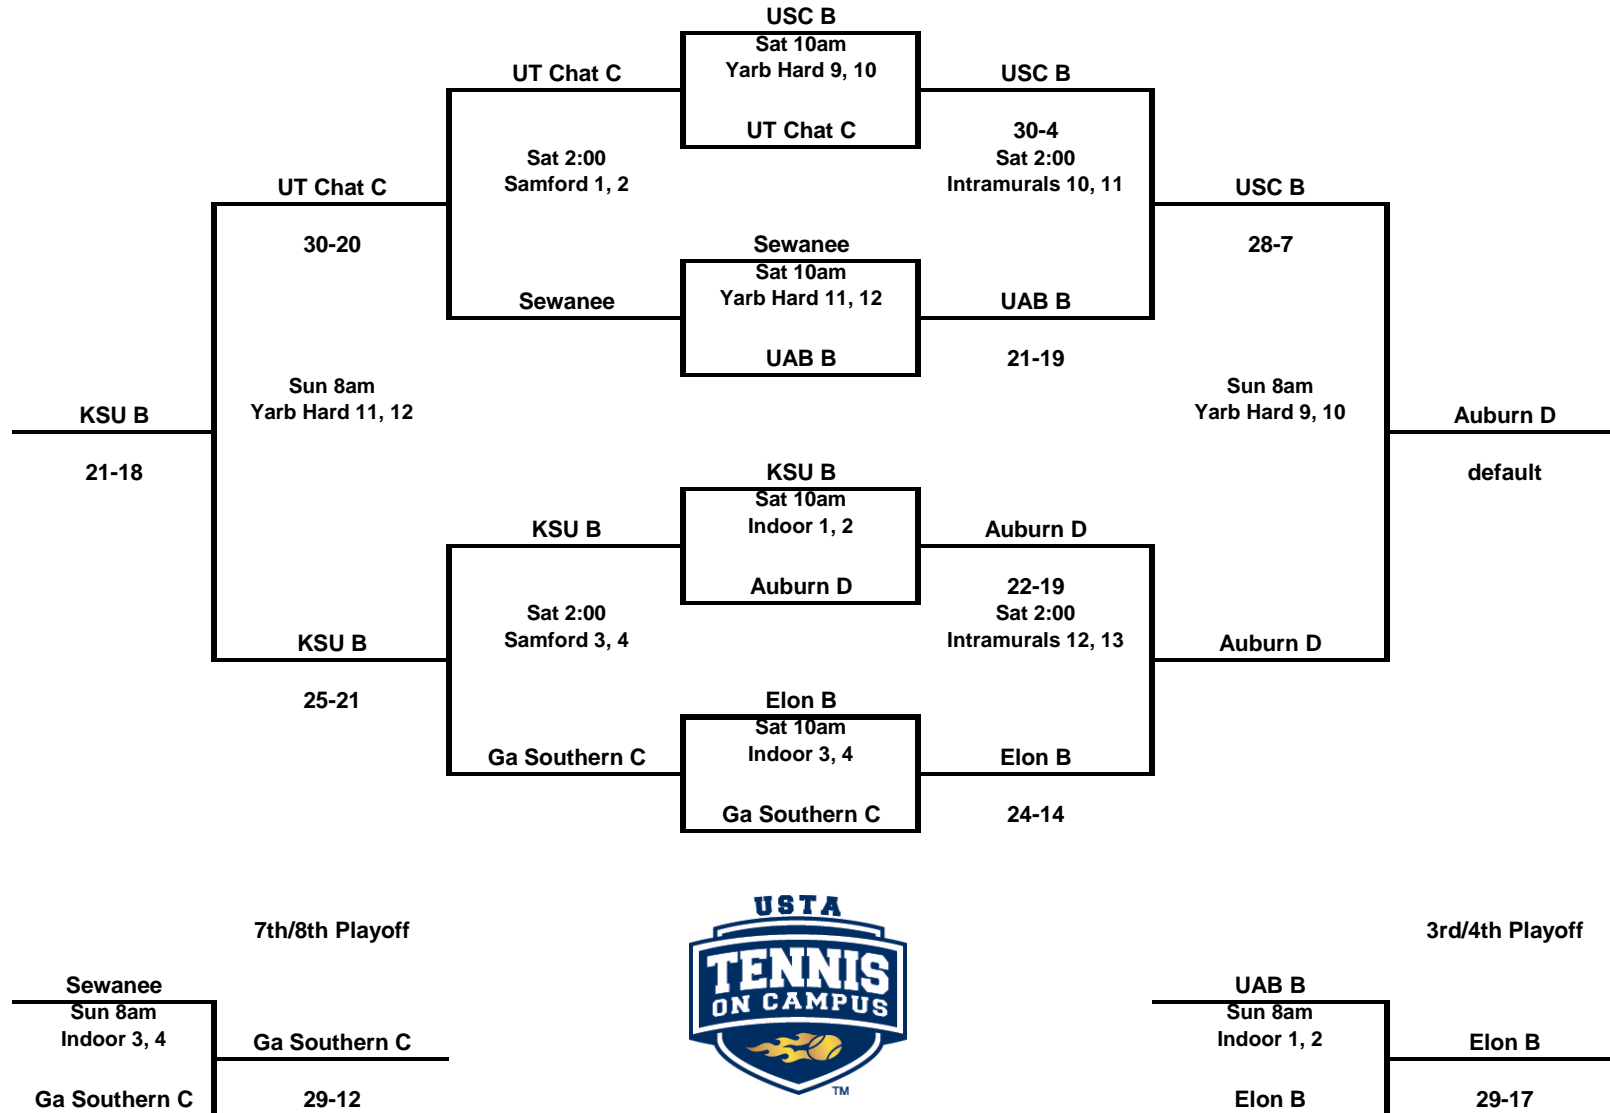 USC B
Sat 10am
UT Chat C
Yarb Hard 9, 10
USC B
UT Chat C
30-4
Sat 2:00
Sat 2:00
UT Chat C
Samford 1, 2
Intramurals 10, 11
USC B
30-20
Sewanee
28-7
Sat 10am
Sewanee
Yarb Hard 11, 12
UAB B
UAB B
21-19
Sun 8am
Sun 8am
KSU B
Yarb Hard 11, 12
Yarb Hard 9, 10
Auburn D
21-18
KSU B
default
Sat 10am
KSU B
Indoor 1, 2
Auburn D
Auburn D
22-19
Sat 2:00
Sat 2:00
KSU B
Samford 3, 4
Intramurals 12, 13
Auburn D
25-21
Elon B
Sat 10am
Ga Southern C
Indoor 3, 4
Elon B
Ga Southern C
24-14
USTA
TENNIS
ON CAMPUS
TM
7th/8th Playoff
3rd/4th Playoff
Sewanee
UAB B
Sun 8am
Sun 8am
Indoor 3, 4
Ga Southern C
Indoor 1, 2
Elon B
Ga Southern C
29-12
Elon B
29-17